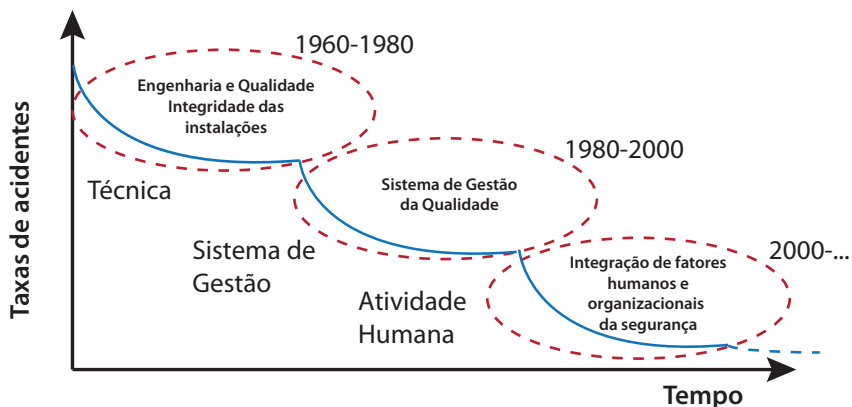 1960-1980
Engenharia e Qualidade
Integridade das
instalações
Técnica
1980-2000
Sistema de Gestão
da Qualidade
Sistema de
Gestão
2000-...
Integração de fatores
humanos e
organizacionais
da segurança
Atividade
Humana
Taxas de acidentes
Tempo